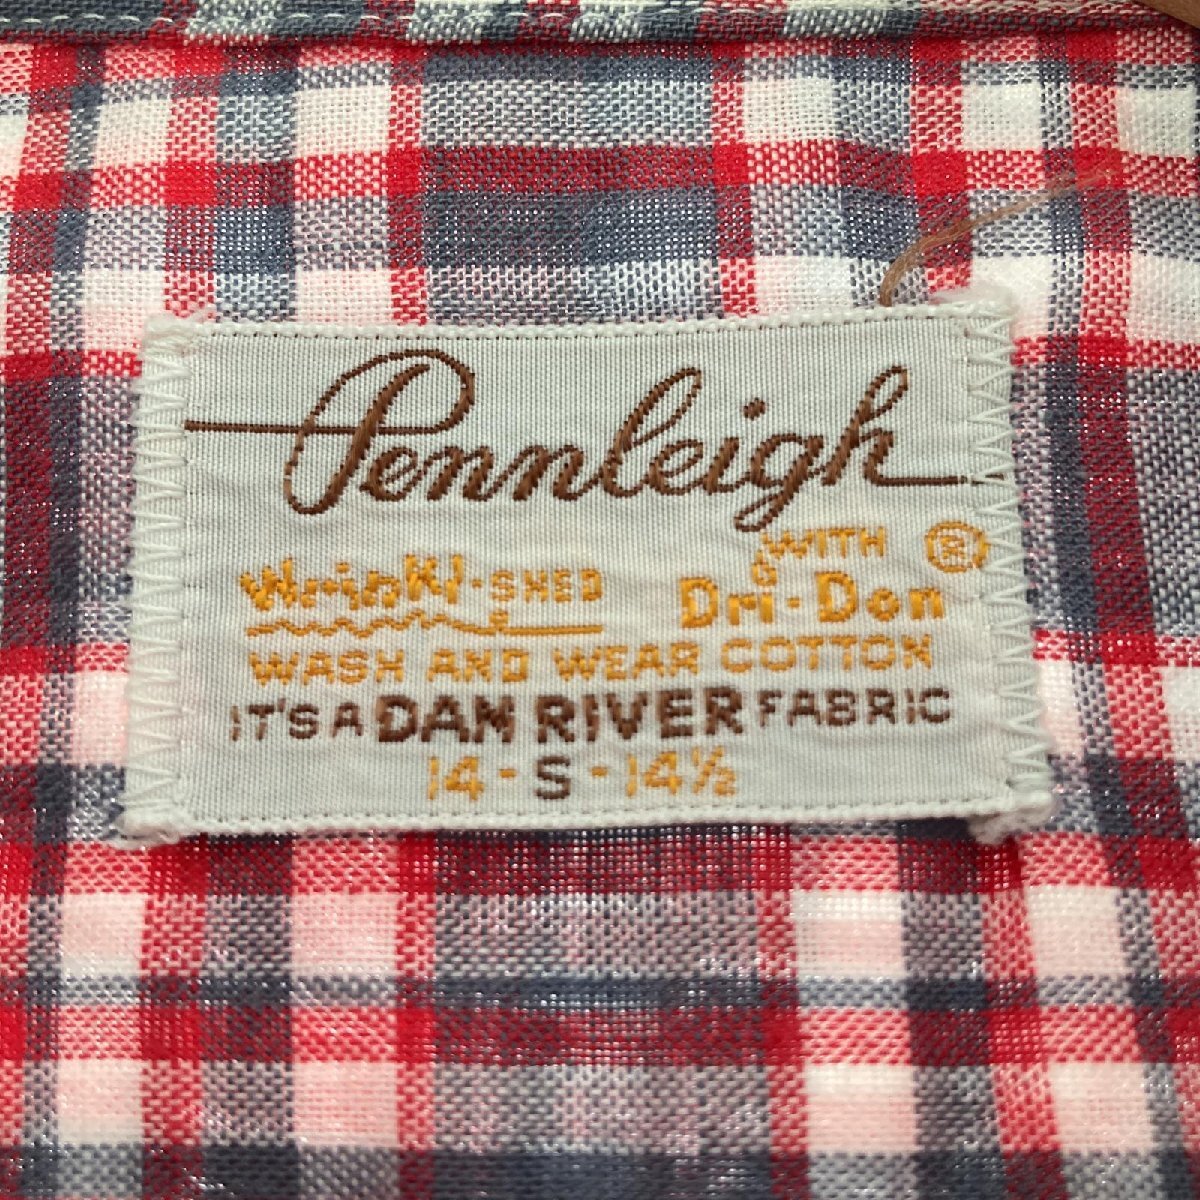 Pennleigh
Wrinkl-SHED WITH Dri-Don ®
WASH AND WEAR COTTON
IT'S A DAN RIVER FABRIC
14 - S - 14½